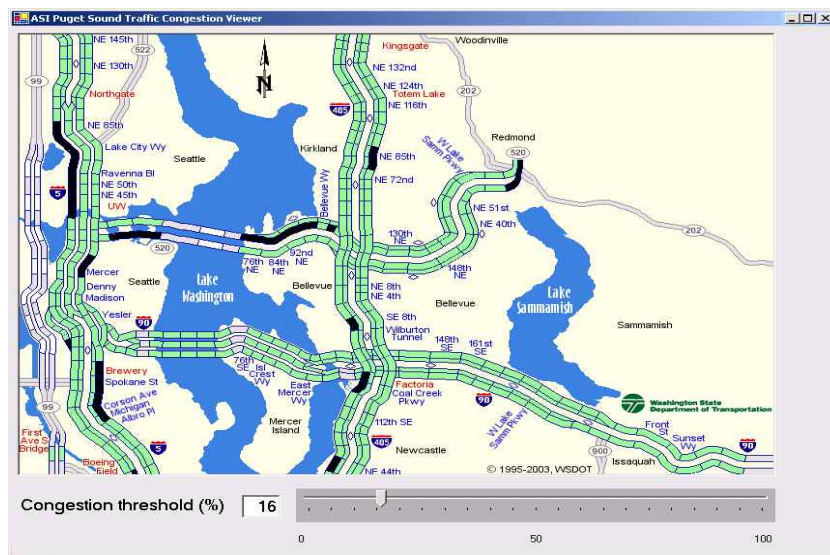 ASI Puget Sound Traffic Congestion Viewer
NE 145th
NE 130th
522
99
Northgate
NE 85th
Lake City Wy
Seattle
Ravenna Bl
NE 50th
NE 45th
UW
5
N
Kingsgate
NE 132nd
NE 124th
Totem Lake
NE 116th
405
Kirkland
NE 85th
NE 72nd
Bellevue Wy
Woodinville
202
Redmond
520
W Lake
Samm Pkwy
NE 51st
NE 40th
130th
NE
148th
NE
202
520
76th
NE
84th
NE
92nd
NE
Mercer
Denny
Madison
Seattle
Lake
Washington
Bellevue
NE 8th
NE 4th
Bellevue
Lake
Sammamish
Sammamish
Yesler
90
SE 8th
Wilburton
Tunnel
148th
SE
161st
SE
Brewery
Spokane St
Corson Ave
Michigan
Albro Pl
76th
SE
Isl
Crest
Wy
East
Mercer
Wy
Factoria
Coal Creek
Pkwy
90
W Lake
Samm Pkwy
Washington State
Department of Transportation
99
First
Ave S
Bridge
Boeing
Field
5
Mercer
Island
112th SE
405
Newcastle
NE 44th
Front
St
Sunset
Wy
90
900
Issaquah
© 1995-2003, WSDOT
Congestion threshold (%) 16
0 50 100